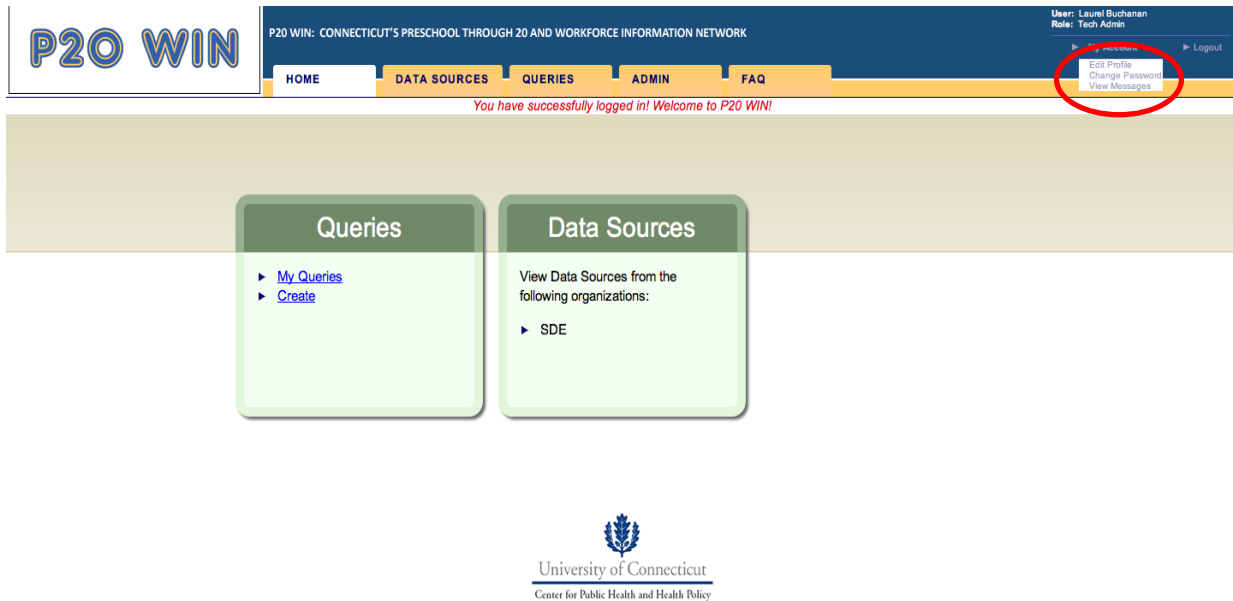 P20 WIN
P20 WIN: CONNECTICUT'S PRESCHOOL THROUGH 20 AND WORKFORCE INFORMATION NETWORK
User: Laurel Buchanan
Role: Tech Admin
My Account
Logout
Edit Profile
Change Password
View Messages
HOME
DATA SOURCES
QUERIES
ADMIN
FAQ
You have successfully logged in! Welcome to P20 WIN!
Queries
My Queries
Create
Data Sources
View Data Sources from the
following organizations:
SDE
University of Connecticut
Center for Public Health and Health Policy